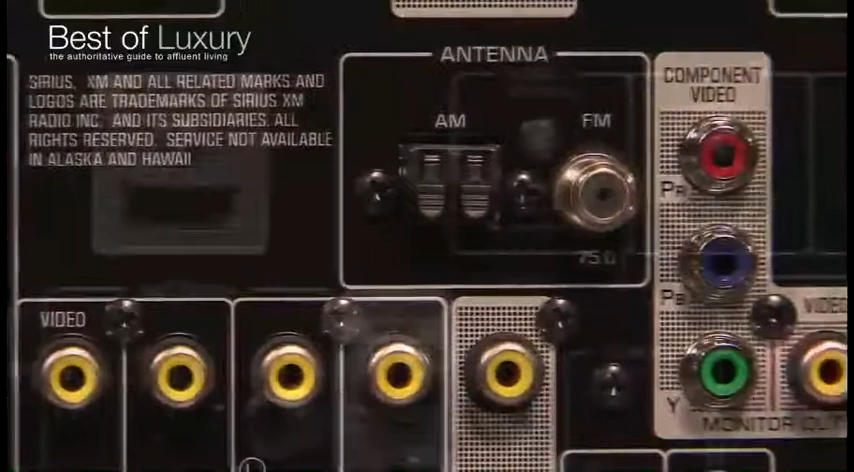 Best of Luxury
the authoritative guide to affluent living
SIRIUS, XM AND ALL RELATED MARKS AND
LOGOS ARE TRADEMARKS OF SIRIUS XM
RADIO INC. AND ITS SUBSIDIARIES. ALL
RIGHTS RESERVED. SERVICE NOT AVAILABLE
IN ALASKA AND HAWAII
ANTENNA
AM
FM
75Ω
COMPONENT
VIDEO
PR
PB
Y
VIDEO
VIDEO
MONITOR OUT